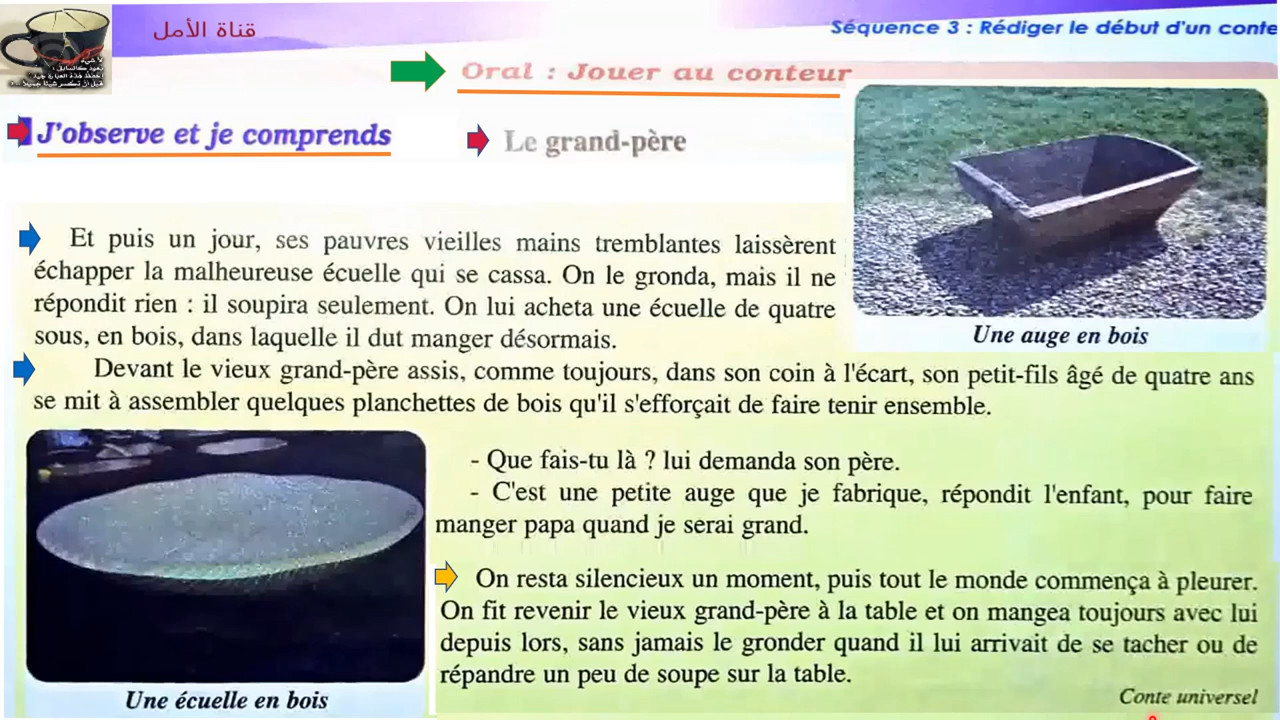 قناة الأمل
Séquence 3 : Rédiger le début d'un conte
Oral : Jouer au conteur
J'observe et je comprends
Le grand-père
Et puis un jour, ses pauvres vieilles mains tremblantes laissèrent
échapper la malheureuse écuelle qui se cassa. On le gronda, mais il ne
répondit rien : il soupira seulement. On lui acheta une écuelle de quatre
sous, en bois, dans laquelle il dut manger désormais.
Une auge en bois
Devant le vieux grand-père assis, comme toujours, dans son coin à l'écart, son petit-fils âgé de quatre ans
se mit à assembler quelques planchettes de bois qu'il s'efforçait de faire tenir ensemble.
- Que fais-tu là ? lui demanda son père.
- C'est une petite auge que je fabrique, répondit l'enfant, pour faire
manger papa quand je serai grand.
On resta silencieux un moment, puis tout le monde commença à pleurer.
On fit revenir le vieux grand-père à la table et on mangea toujours avec lui
depuis lors, sans jamais le gronder quand il lui arrivait de se tacher ou de
répandre un peu de soupe sur la table.
Une écuelle en bois
Conte universel